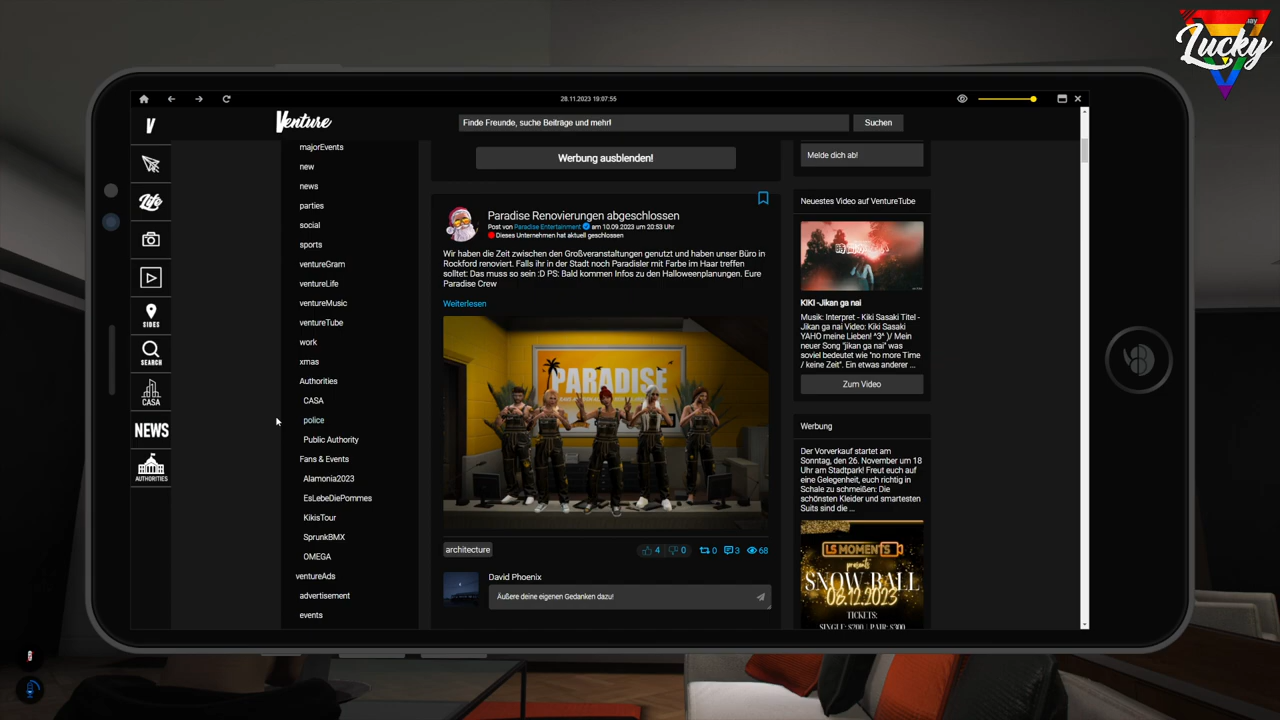 Lucky
28.11.2023 19:07:55
V
Life
SIDES
SEARCH
CASA
NEWS
AUTHORITIES
Venture
Finde Freunde, suche Beiträge und mehr!
Suchen
majorEvents
new
news
parties
social
sports
ventureGram
ventureLife
ventureMusic
ventureTube
work
xmas
Authorities
CASA
police
Public Authority
Fans & Events
Alamonia2023
EsLebeDiePommes
KikisTour
SprunkBMX
OMEGA
ventureAds
advertisement
events
Werbung ausblenden!
Paradise Renovierungen abgeschlossen
Post von Paradise Entertainment am 10.09.2023 um 20:53 Uhr
Dieses Unternehmen hat aktuell geschlossen
Wir haben die Zeit zwischen den Großveranstaltungen genutzt und haben unser Büro in
Rockford renoviert. Falls ihr in der Stadt noch Paradisler mit Farbe im Haar treffen
solltet: Das muss so sein :D PS: Bald kommen Infos zu den Halloweenplanungen. Eure
Paradise Crew
Weiterlesen
PARADISE
architecture
4 0 0 3 68
David Phoenix
Äußere deine eigenen Gedanken dazu!
Melde dich ab!
Neuestes Video auf VentureTube
KIKI -Jikan ga nai
Musik: Interpret - Kiki Sasaki Titel -
Jikan ga nai Video: Kiki Sasaki
YAHO meine Lieben! ^3^ )/ Mein
neuer Song "jikan ga nai" was
soviel bedeutet wie "no more Time
/ keine Zeit". Ein etwas anderer ...
Zum Video
Werbung
Der Vorverkauf startet am
Sonntag, den 26. November um 18
Uhr am Stadtpark! Freut euch auf
eine Gelegenheit, euch richtig in
Schale zu schmeißen: Die
schönsten Kleider und smartesten
Suits sind die ...
LS MOMENTS
presents
SNOW-BALL
06.12.2023
TICKETS:
SINGLE: $200 | PAIR: $300